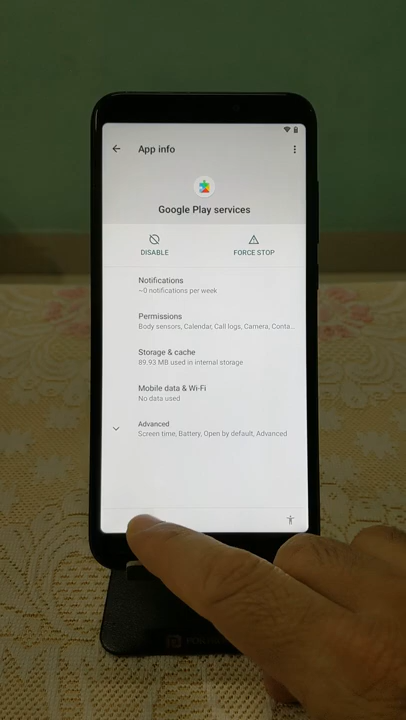 App info
Google Play services
DISABLE
FORCE STOP
Notifications
~0 notifications per week
Permissions
Body sensors, Calendar, Call logs, Camera, Conta...
Storage & cache
89.93 MB used in internal storage
Mobile data & Wi-Fi
No data used
Advanced
Screen time, Battery, Open by default, Advanced